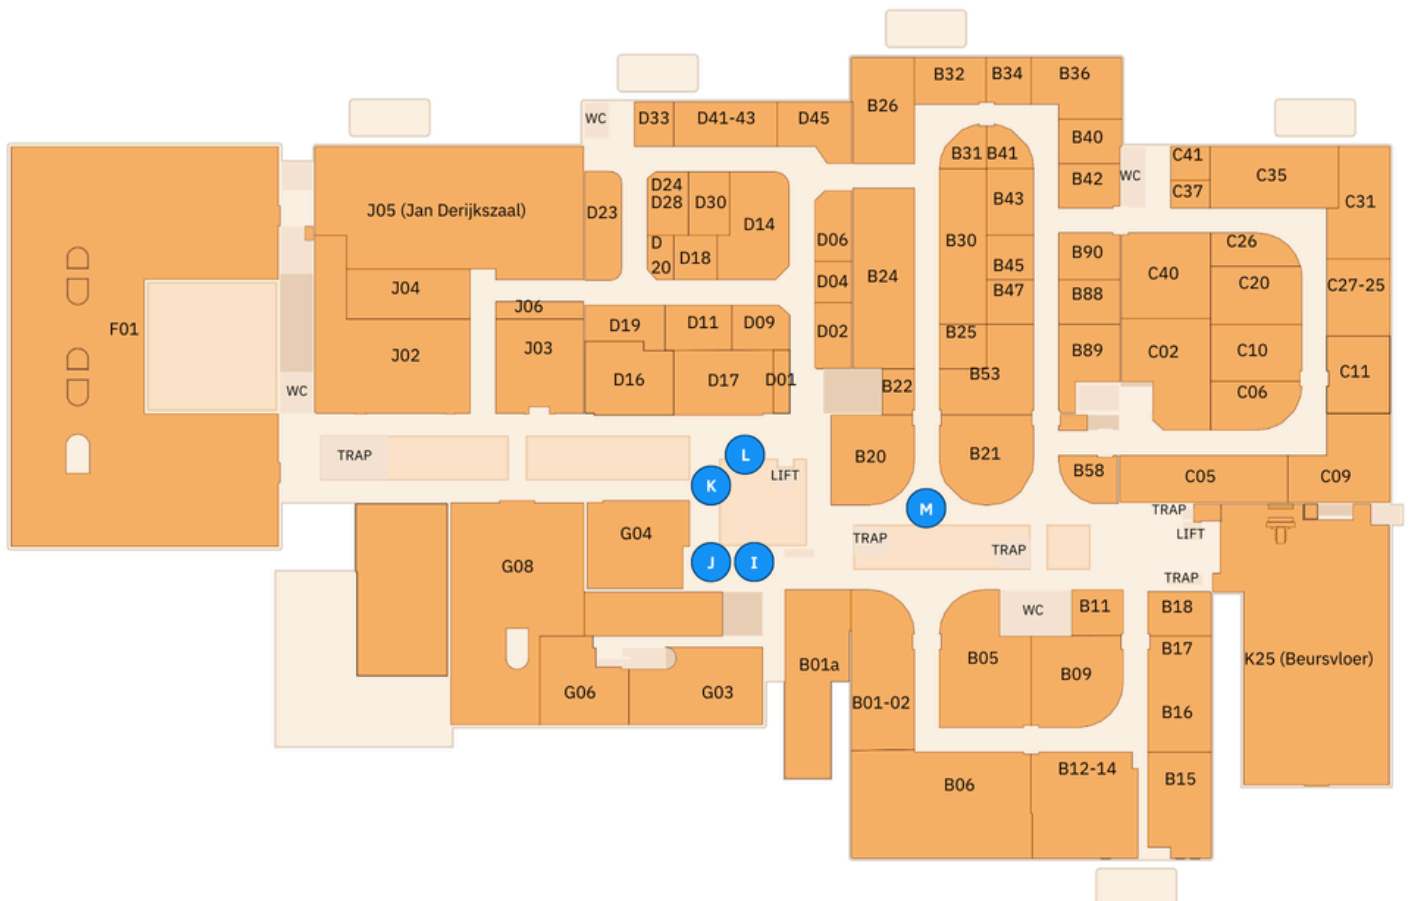 B32
B34
B36
B26
WC
D33
D41-43
D45
B40
B31
B41
C41
B42
WC
C35
C37
D24
D28
B43
C31
D30
J05 (Jan Derijkszaal)
D23
D14
D06
B30
D
20
D18
B90
C26
B45
C40
B24
D04
C20
C27-25
J04
B47
B88
J06
F01
D19
D11
D09
D02
B25
J03
B89
C02
C10
J02
D16
D17
D01
B53
C11
B22
WC
C06
TRAP
L
B20
B21
LIFT
B58
C05
C09
K
M
TRAP
G04
LIFT
TRAP
TRAP
J
I
G08
TRAP
WC
B11
B18
B17
B01a
B05
K25 (Beursvloer)
B09
G06
G03
B01-02
B16
B12-14
B06
B15